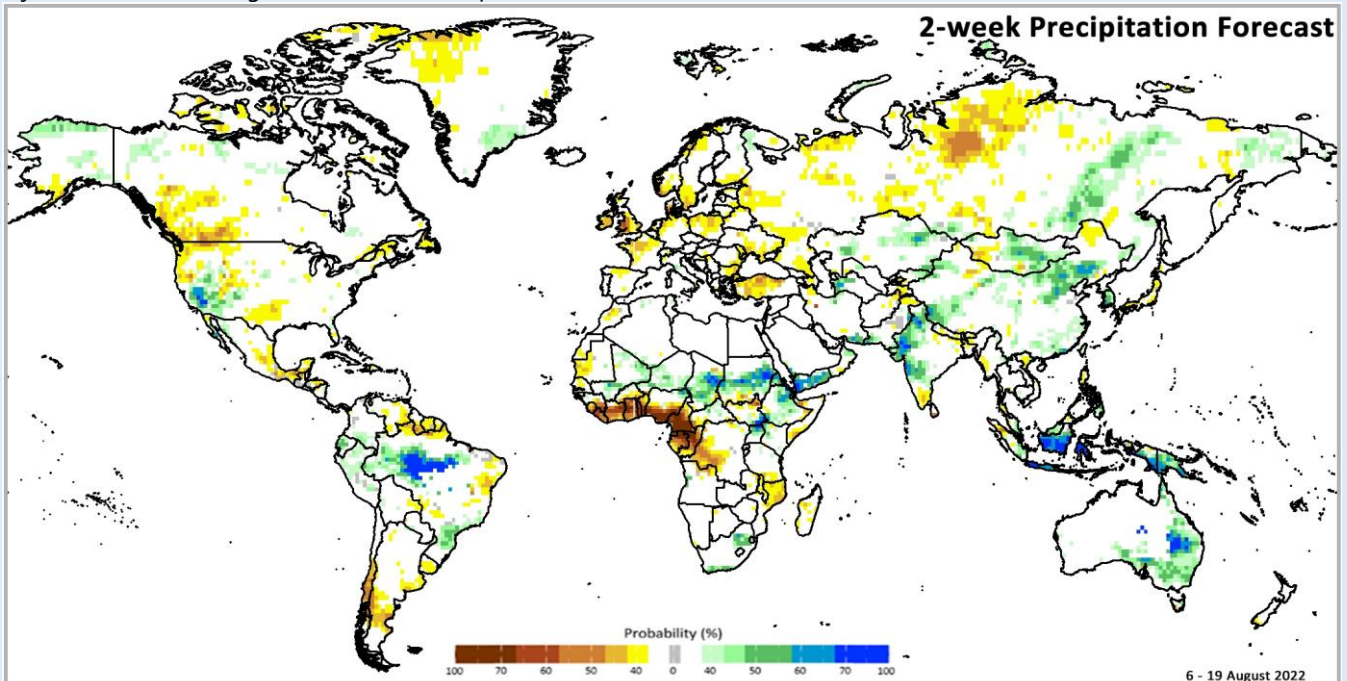 2-week Precipitation Forecast
Probability (%)
100 70 60 50 40 0 40 50 60 70 100
6 - 19 August 2022